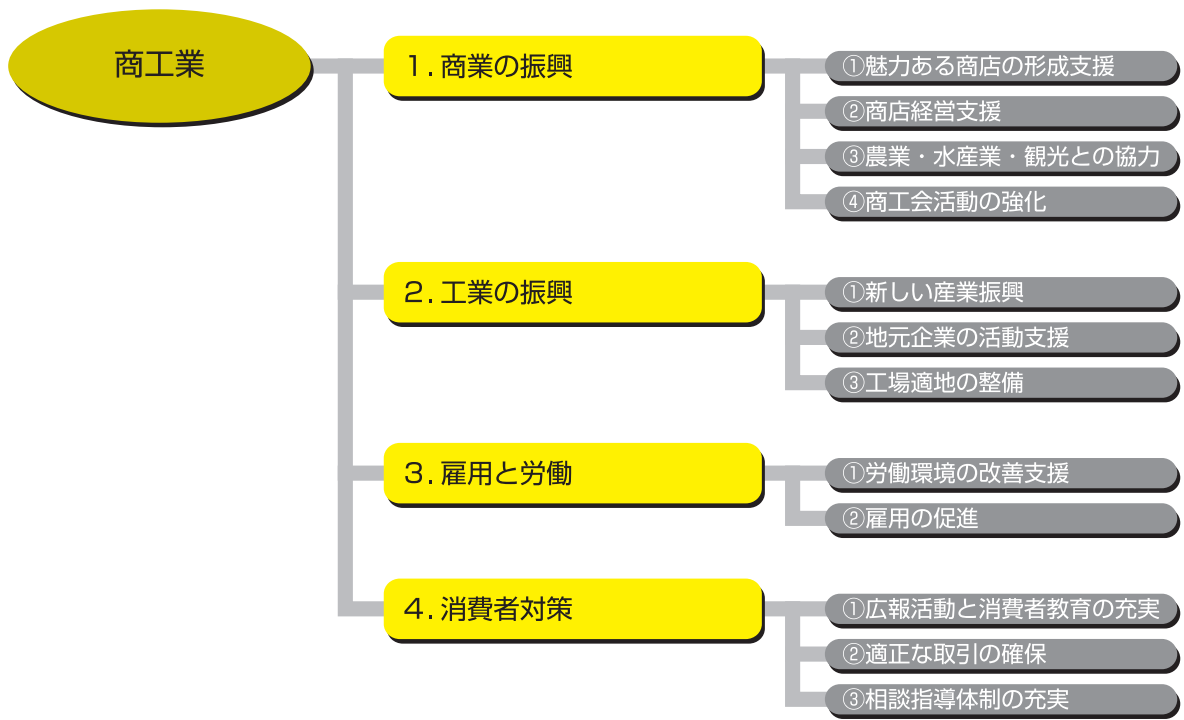 商工業
1.商業の振興
①魅力ある商店の形成支援
②商店経営支援
③農業・水産業・観光との協力
④商工会活動の強化
2.工業の振興
①新しい産業振興
②地元企業の活動支援
③工場適地の整備
3.雇用と労働
①労働環境の改善支援
②雇用の促進
4.消費者対策
①広報活動と消費者教育の充実
②適正な取引の確保
③相談指導体制の充実